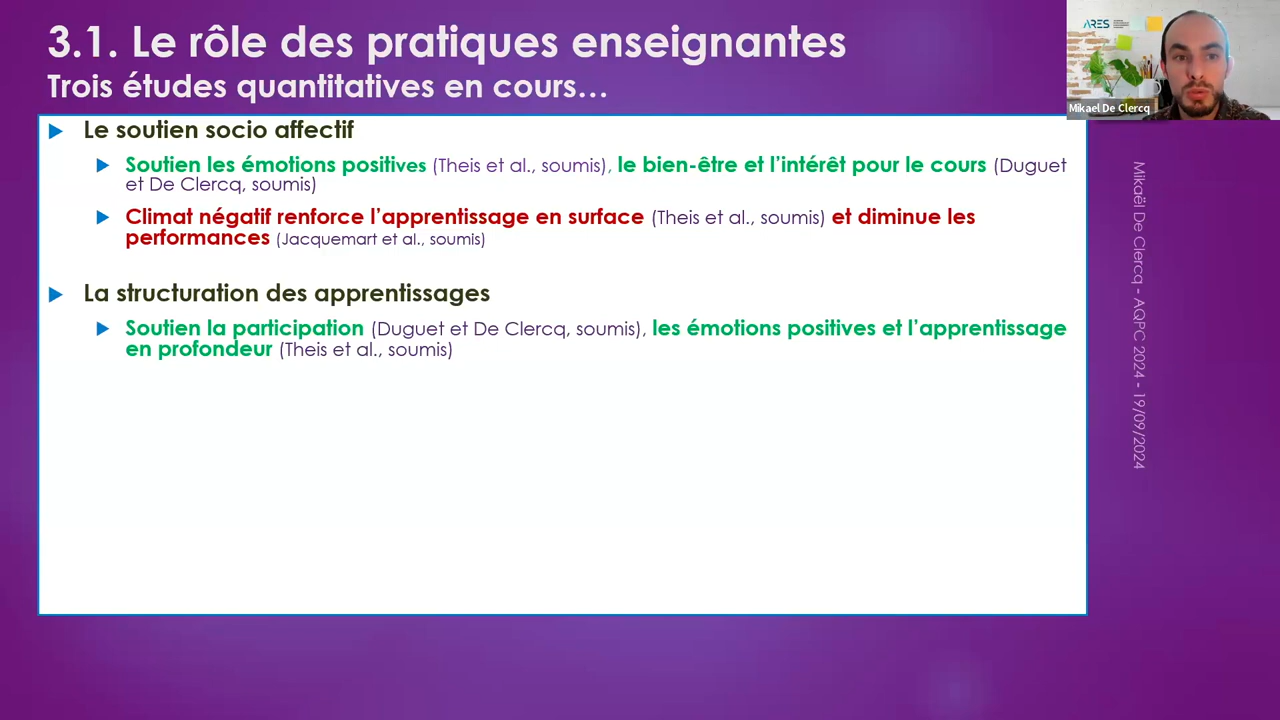 3.1. Le rôle des pratiques enseignantes
Trois études quantitatives en cours…
ARES
Mikael De Clercq
Le soutien socio affectif
Soutien les émotions positives (Theis et al., soumis), le bien-être et l’intérêt pour le cours (Duguet
et De Clercq, soumis)
Climat négatif renforce l’apprentissage en surface (Theis et al., soumis) et diminue les
performances (Jacquemart et al., soumis)
La structuration des apprentissages
Soutien la participation (Duguet et De Clercq, soumis), les émotions positives et l’apprentissage
en profondeur (Theis et al., soumis)
Mikaël De Clercq - AQPC 2024 - 19/09/2024